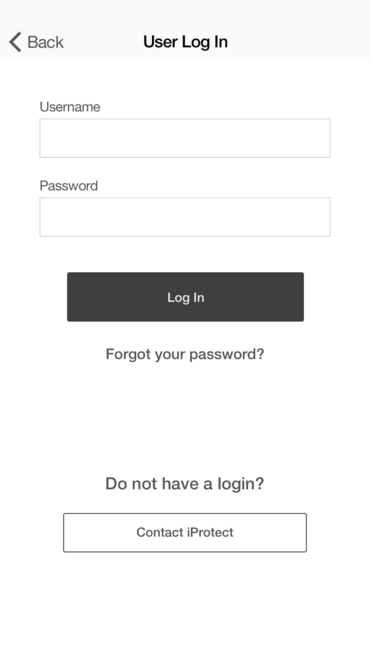 Back
User Log In
Username
Password
Log In
Forgot your password?
Do not have a login?
Contact iProtect